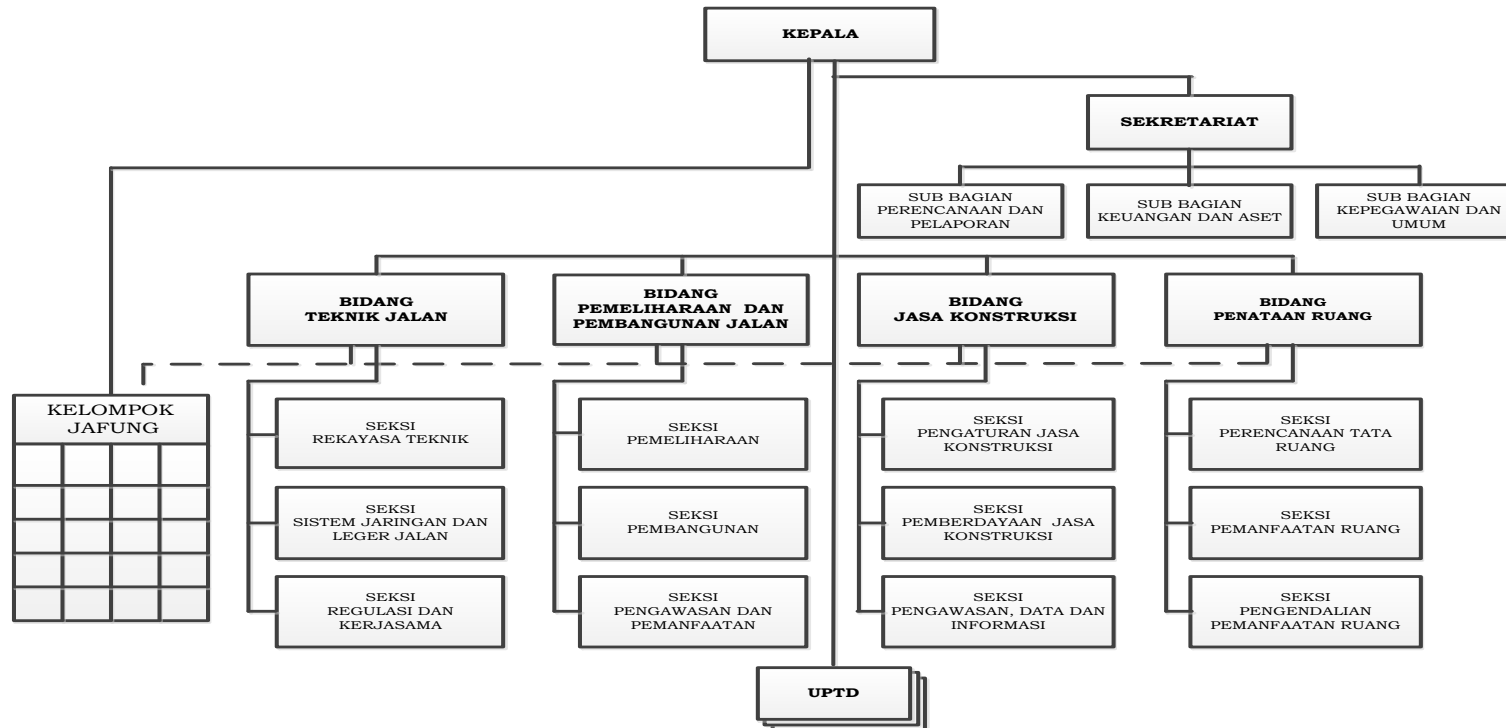 KEPALA
SEKRETARIAT
SUB BAGIAN
PERENCANAAN DAN
PELAPORAN
SUB BAGIAN
KEUANGAN DAN ASET
SUB BAGIAN
KEPEGAWAIAN DAN
UMUM
BIDANG
TEKNIK JALAN
BIDANG
PEMELIHARAAN DAN
PEMBANGUNAN JALAN
BIDANG
JASA KONSTRUKSI
BIDANG
PENATAAN RUANG
KELOMPOK
JAFUNG
SEKSI
REKAYASA TEKNIK
SEKSI
PEMELIHARAAN
SEKSI
PENGATURAN JASA
KONSTRUKSI
SEKSI
PERENCANAAN TATA
RUANG
SEKSI
SISTEM JARINGAN DAN
LEGER JALAN
SEKSI
PEMBANGUNAN
SEKSI
PEMBERDAYAAN JASA
KONSTRUKSI
SEKSI
PEMANFAATAN RUANG
SEKSI
REGULASI DAN
KERJASAMA
SEKSI
PENGAWASAN DAN
PEMANFAATAN
SEKSI
PENGAWASAN, DATA DAN
INFORMASI
SEKSI
PENGENDALIAN
PEMANFAATAN RUANG
UPTD